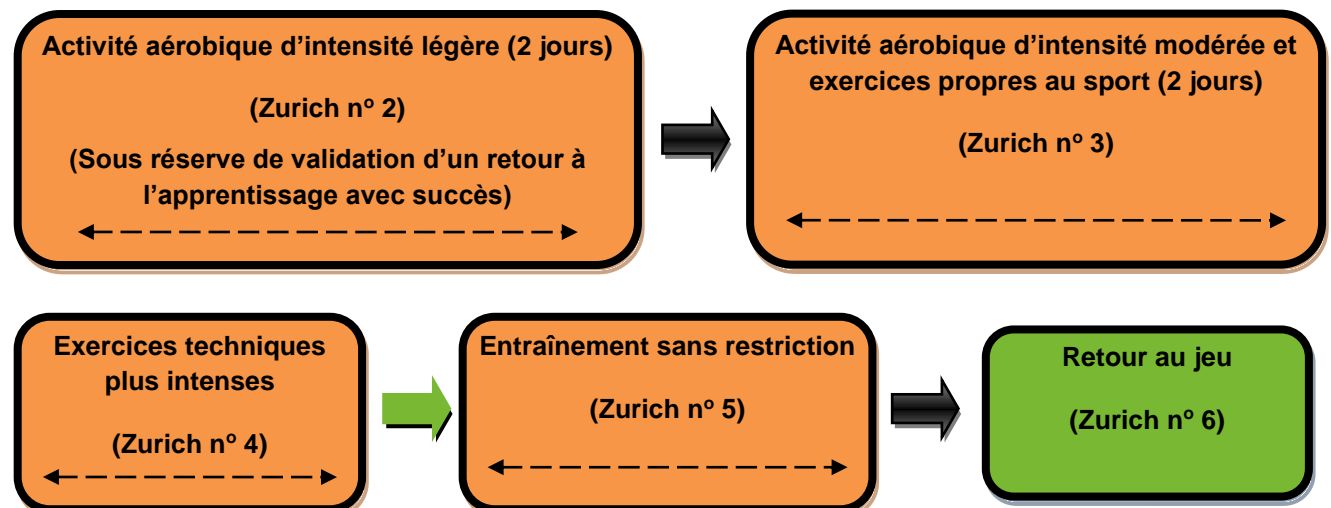 Activité aérobique d’intensité légère (2 jours)
(Zurich nº 2)
(Sous réserve de validation d’un retour à
l’apprentissage avec succès)
Activité aérobique d’intensité modérée et
exercices propres au sport (2 jours)
(Zurich nº 3)
Exercices techniques
plus intenses
(Zurich nº 4)
Entraînement sans restriction
(Zurich nº 5)
Retour au jeu
(Zurich nº 6)